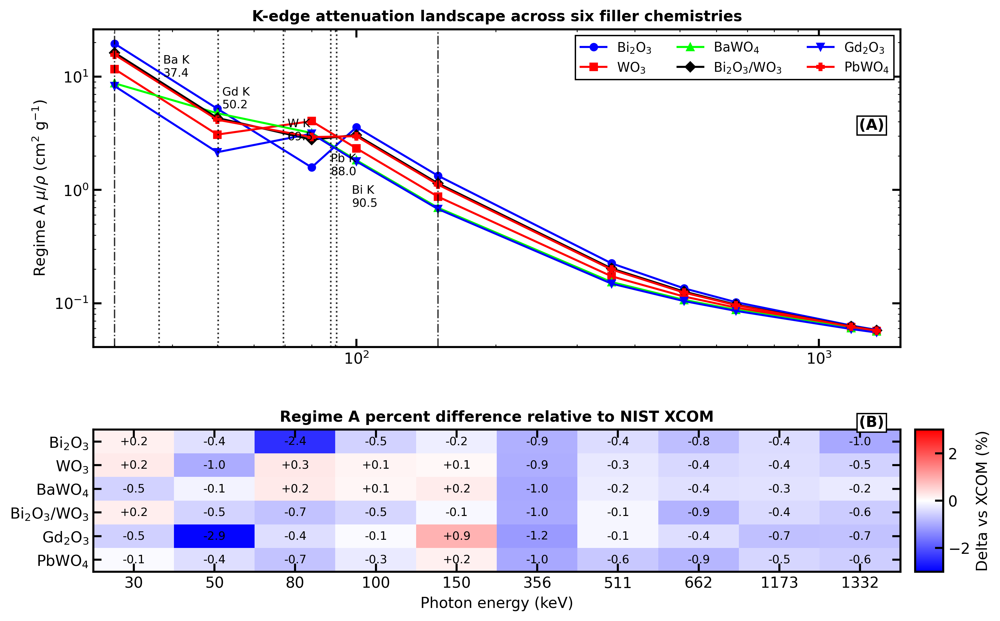 K-edge attenuation landscape across six filler chemistries
Regime A μ/ρ (cm² g⁻¹)
10¹
10⁰
10⁻¹
Bi₂O₃
BaWO₄
Gd₂O₃
WO₃
Bi₂O₃/WO₃
PbWO₄
Ba K
37.4
Gd K
50.2
W K
69.5
Pb K
88.0
Bi K
90.5
(A)
10²
10³
Regime A percent difference relative to NIST XCOM
(B)
Bi₂O₃ +0.2 -0.4 -2.4 -0.5 -0.2 -0.9 -0.4 -0.8 -0.4 -1.0
WO₃ +0.2 -1.0 +0.3 +0.1 +0.1 -0.9 -0.3 -0.4 -0.4 -0.5
BaWO₄ -0.5 -0.1 +0.2 +0.1 +0.2 -1.0 -0.2 -0.4 -0.3 -0.2
Bi₂O₃/WO₃ +0.2 -0.5 -0.7 -0.5 -0.1 -1.0 -0.1 -0.9 -0.4 -0.6
Gd₂O₃ -0.5 -2.9 -0.4 -0.1 +0.9 -1.2 -0.1 -0.4 -0.7 -0.7
PbWO₄ -0.1 -0.4 -0.7 -0.3 +0.2 -1.0 -0.6 -0.9 -0.5 -0.6
30 50 80 100 150 356 511 662 1173 1332
Photon energy (keV)
2
0
−2
Delta vs XCOM (%)